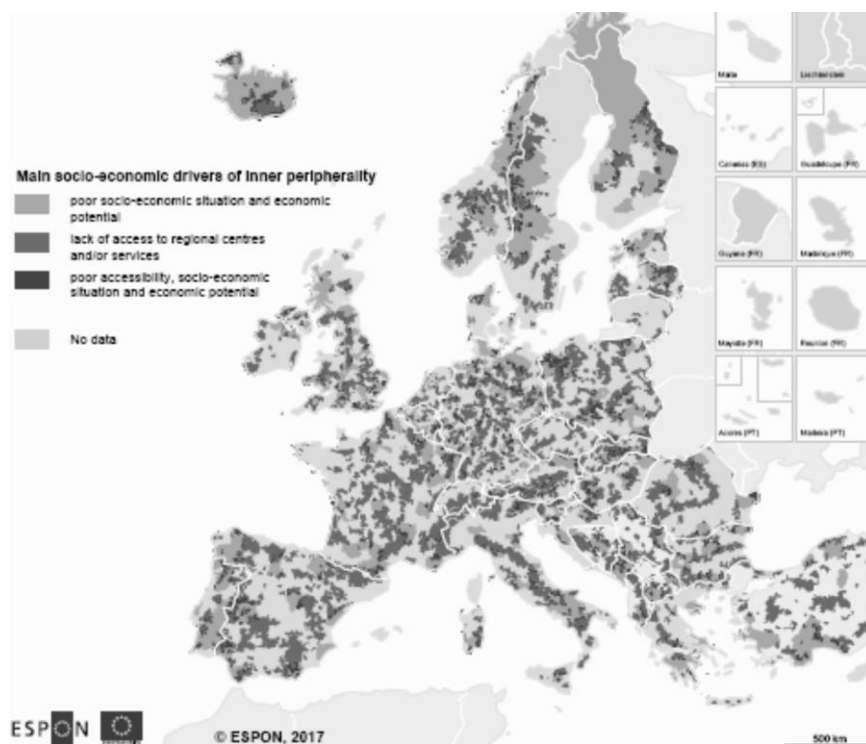 Malta
Liechtenstein
Canarias (ES)
Guadeloupe (FR)
Main socio-economic drivers of inner peripherality
poor socio-economic situation and economic
potential
Guyane (FR)
Martinique (FR)
lack of access to regional centres
and/or services
poor accessibility, socio-economic
situation and economic potential
Mayotte (FR)
Reunion (FR)
No data
Acores (PT)
Madeira (PT)
ESPON
© ESPON, 2017
500 km